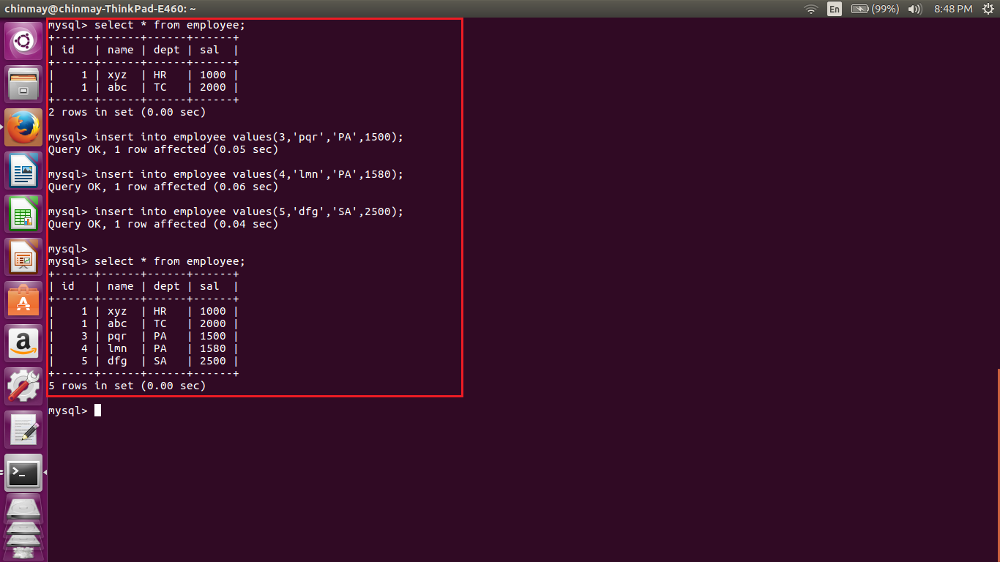 chinmay@chinmay-ThinkPad-E460: ~ En (99%) 8:48 PM
mysql> select * from employee;
+------+------+------+------+
| id   | name | dept | sal  |
+------+------+------+------+
|    1 | xyz  | HR   | 1000 |
|    1 | abc  | TC   | 2000 |
+------+------+------+------+
2 rows in set (0.00 sec)
mysql> insert into employee values(3,'pqr','PA',1500);
Query OK, 1 row affected (0.05 sec)
mysql> insert into employee values(4,'lmn','PA',1580);
Query OK, 1 row affected (0.06 sec)
mysql> insert into employee values(5,'dfg','SA',2500);
Query OK, 1 row affected (0.04 sec)
mysql>
mysql> select * from employee;
+------+------+------+------+
| id   | name | dept | sal  |
+------+------+------+------+
|    1 | xyz  | HR   | 1000 |
|    1 | abc  | TC   | 2000 |
|    3 | pqr  | PA   | 1500 |
|    4 | lmn  | PA   | 1580 |
|    5 | dfg  | SA   | 2500 |
+------+------+------+------+
5 rows in set (0.00 sec)
mysql>